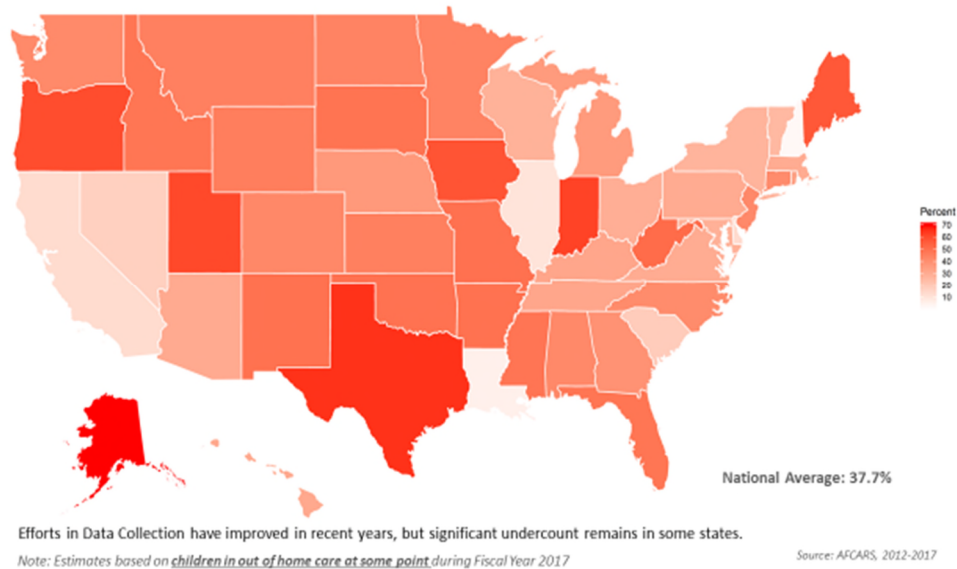 Percent
70
60
50
40
30
20
10
National Average: 37.7%
Efforts in Data Collection have improved in recent years, but significant undercount remains in some states.
Note: Estimates based on children in out of home care at some point during Fiscal Year 2017
Source: AFCARS, 2012-2017